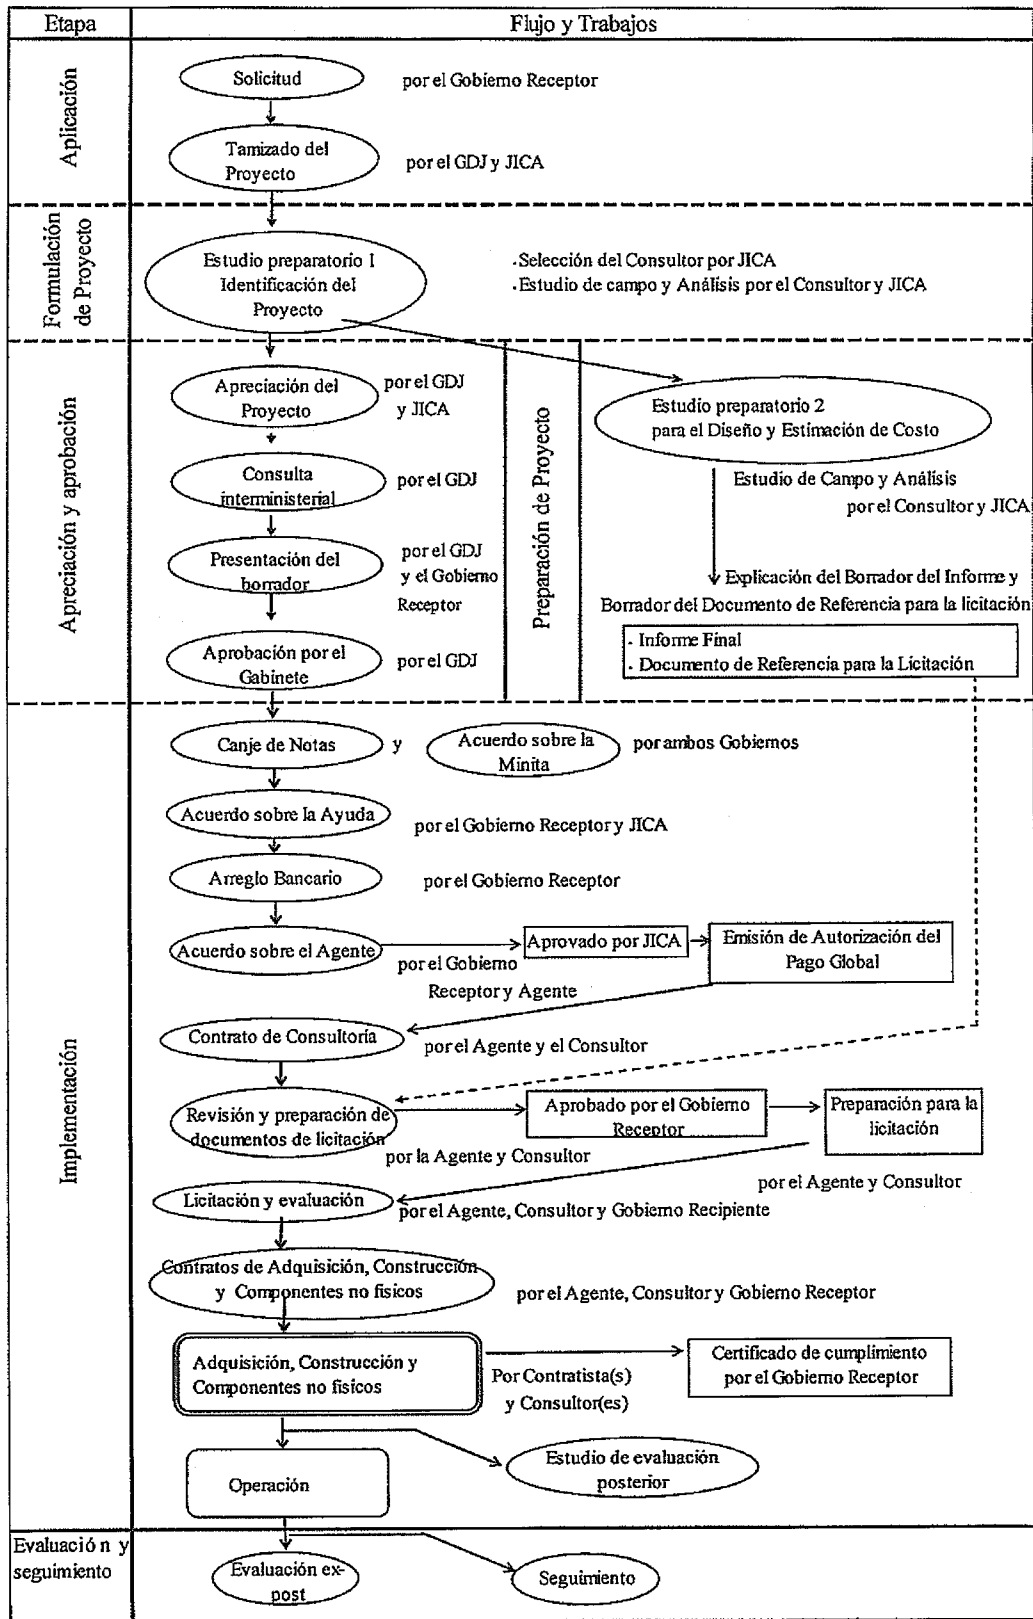 Etapa
Flujo y Trabajos
Aplicación
Solicitud
por el Gobierno Receptor
Tamizado del
Proyecto
por el GDJ y JICA
Formulación
de Proyecto
Estudio preparatorio 1
Identificación del
Proyecto
.Selección del Consultor por JICA
.Estudio de campo y Análisis por el Consultor y JICA
Apreciación y aprobación
Apreciación del
Proyecto
por el GDJ
y JICA
Consulta
interministerial
por el GDJ
Presentación del
borrador
por el GDJ
y el Gobierno
Receptor
Aprobación por el
Gabinete
por el GDJ
Preparación de Proyecto
Estudio preparatorio 2
para el Diseño y Estimación de Costo
Estudio de Campo y Análisis
por el Consultor y JICA
Explicación del Borrador del Informe y
Borrador del Documento de Referencia para la licitación
. Informe Final
. Documento de Referencia para la Licitación
Implementación
Canje de Notas
y
Acuerdo sobre la
Minita
por ambos Gobiernos
Acuerdo sobre la Ayuda
por el Gobierno Receptor y JICA
Arreglo Bancario
por el Gobierno Receptor
Acuerdo sobre el Agente
por el Gobierno
Receptor y Agente
Aprovado por JICA
Emisión de Autorización del
Pago Global
Contrato de Consultoría
por el Agente y el Consultor
Revisión y preparación de
documentos de licitación
por la Agente y Consultor
Aprobado por el Gobierno
Receptor
Preparación para la
licitación
por el Agente y Consultor
Licitación y evaluación
por el Agente, Consultor y Gobierno Recipiente
Contratos de Adquisición, Construcción
y Componentes no fisicos
por el Agente, Consultor y Gobierno Receptor
Adquisición, Construcción y
Componentes no fisicos
Por Contratista(s)
y Consultor(es)
Certificado de cumplimiento
por el Gobierno Receptor
Estudio de evaluación
posterior
Operación
Evaluación y
seguimiento
Evaluación ex-
post
Seguimiento